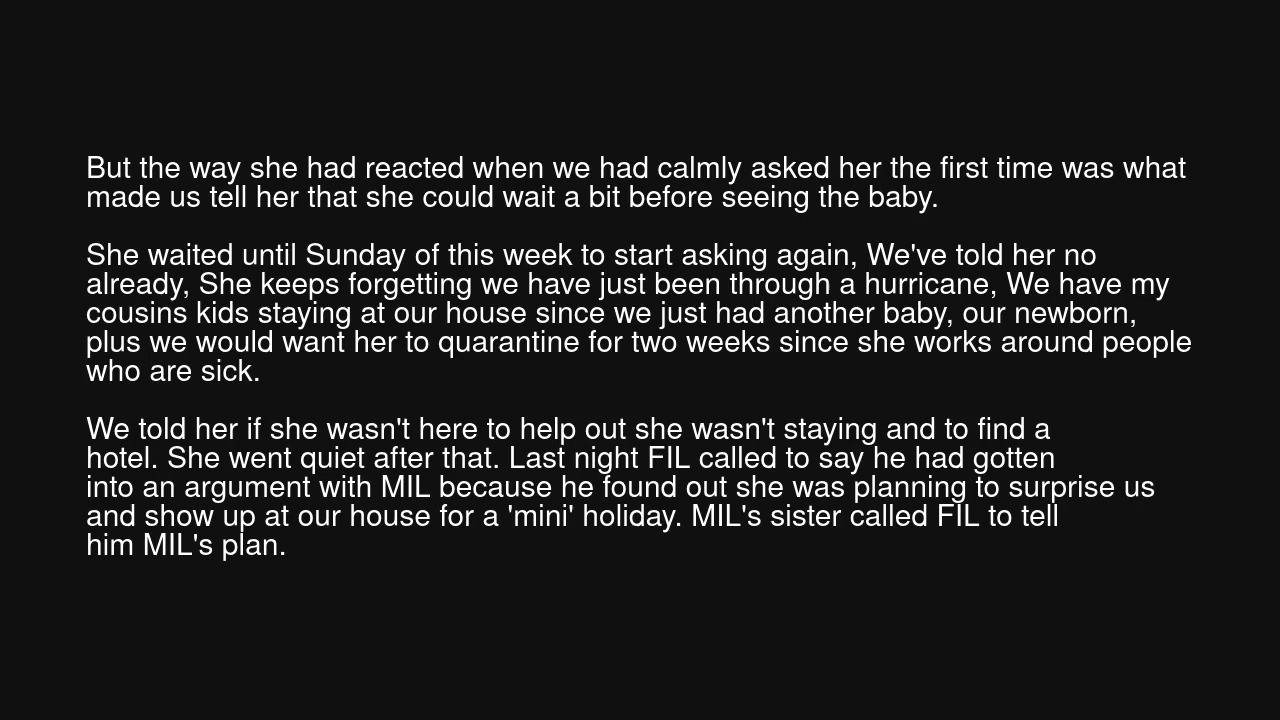 But the way she had reacted when we had calmly asked her the first time was what
made us tell her that she could wait a bit before seeing the baby.
She waited until Sunday of this week to start asking again, We've told her no
already, She keeps forgetting we have just been through a hurricane, We have my
cousins kids staying at our house since we just had another baby, our newborn,
plus we would want her to quarantine for two weeks since she works around people
who are sick.
We told her if she wasn't here to help out she wasn't staying and to find a
hotel. She went quiet after that. Last night FIL called to say he had gotten
into an argument with MIL because he found out she was planning to surprise us
and show up at our house for a 'mini' holiday. MIL's sister called FIL to tell
him MIL's plan.